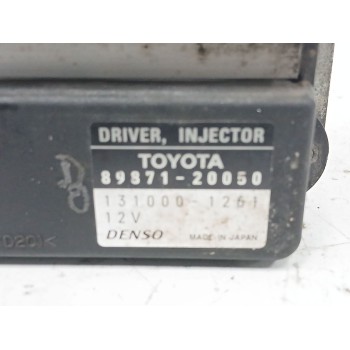 DRIVER, INJECTOR
TOYOTA
89871-20050
131000-1261
12V
DENSO MADE IN JAPAN